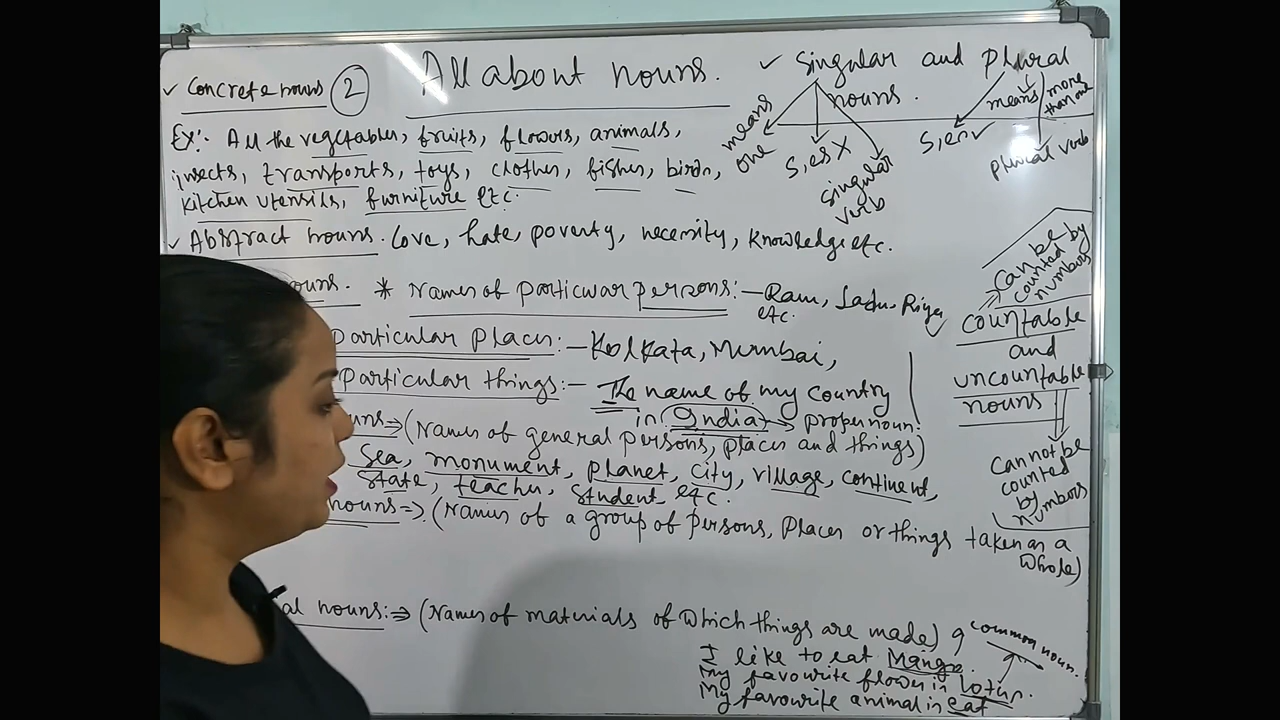 All about nouns.
✓ Concrete nouns 2
Ex:- All the vegetables, fruits, flowers, animals,
insects, transports, toys, clothes, fishes, birds,
kitchen utensils, furniture etc.
✓ Abstract nouns. Love, hate, poverty, necessity, knowledge etc.
nouns. * Names of particular persons:- Ram, Riya
etc.
Particular places:- Kolkata, Mumbai,
Particular things:- The name of my country
is India → proper noun.
uns ⇒ (Names of general persons, places and things)
Sea, monument, planet, city, village, continent,
State, teacher, student etc.
nouns ⇒ (Names of a group of persons, places or things taken as a
whole)
al nouns: ⇒ (Names of materials of which things are made)
common noun.
I like to eat Mango.
My favourite flower is lotus.
My favourite animal is cat
✓ Singular and plural
nouns.
means
one
S, es X
Singular
verb
means
more
than one
S, es ✓
plural verb
can be
counted by
numbers
countable
and
uncountable
nouns
cannot be
counted
by
numbers